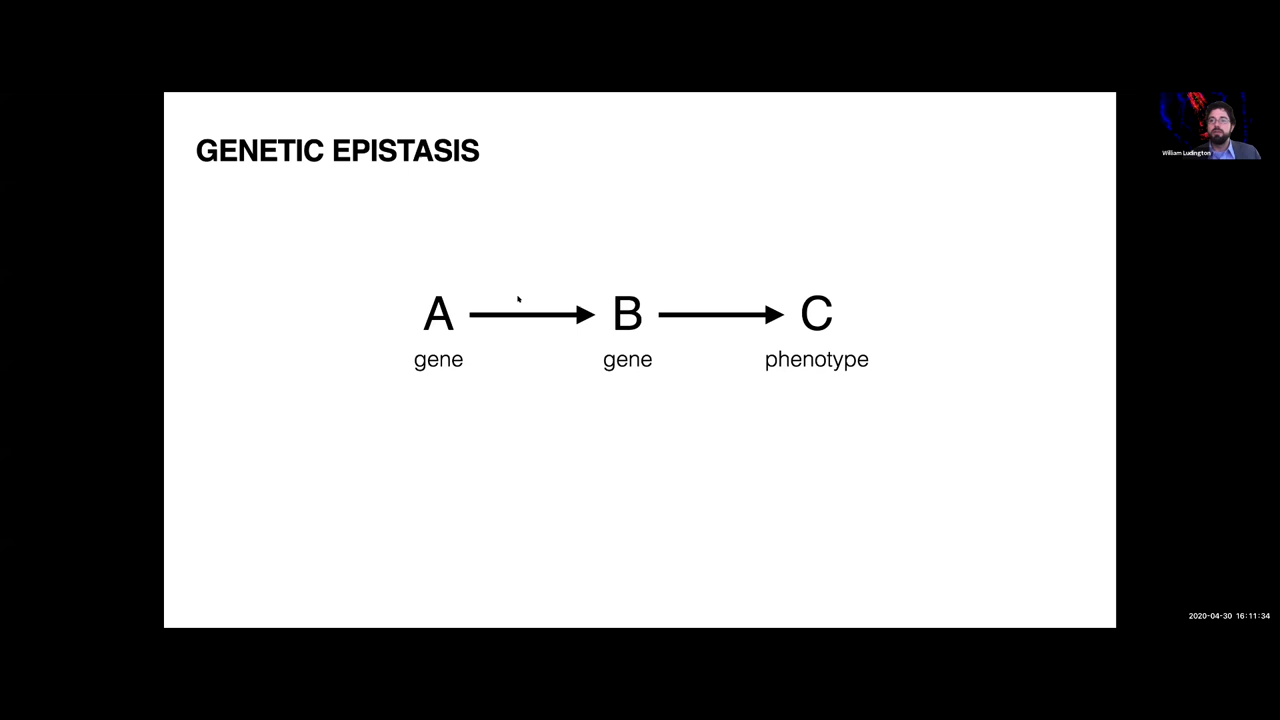 GENETIC EPISTASIS
A B C
gene gene phenotype
William Ludington
2020-04-30 16:11:34